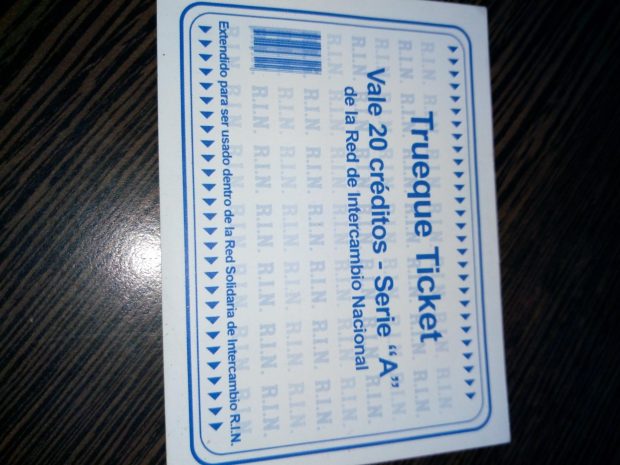 Trueque Ticket
Vale 20 créditos - Serie “A”
de la Red de Intercambio Nacional
R.I.N. R.I.N. R.I.N. R.I.N. R.I.N. R.I.N.
Extendido para ser usado dentro de la Red Solidaria de Intercambio R.I.N.